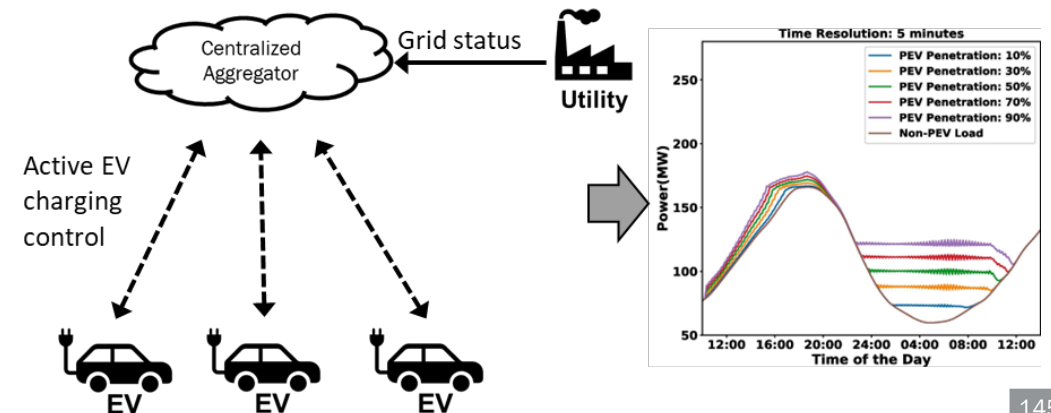 Centralized
Aggregator
Grid status
Utility
Active EV
charging
control
EV
EV
EV
Time Resolution: 5 minutes
PEV Penetration: 10%
PEV Penetration: 30%
PEV Penetration: 50%
PEV Penetration: 70%
PEV Penetration: 90%
Non-PEV Load
Power(MW)
250
200
150
100
50
12:00 16:00 20:00 24:00 04:00 08:00 12:00
Time of the Day
145